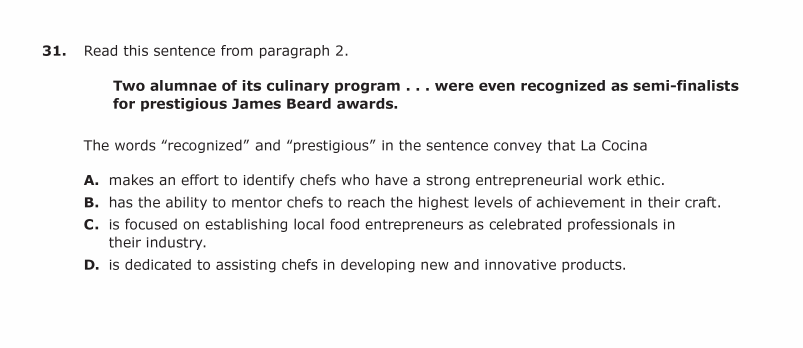 31. Read this sentence from paragraph 2.
Two alumnae of its culinary program . . . were even recognized as semi-finalists
for prestigious James Beard awards.
The words “recognized” and “prestigious” in the sentence convey that La Cocina
A. makes an effort to identify chefs who have a strong entrepreneurial work ethic.
B. has the ability to mentor chefs to reach the highest levels of achievement in their craft.
C. is focused on establishing local food entrepreneurs as celebrated professionals in
their industry.
D. is dedicated to assisting chefs in developing new and innovative products.